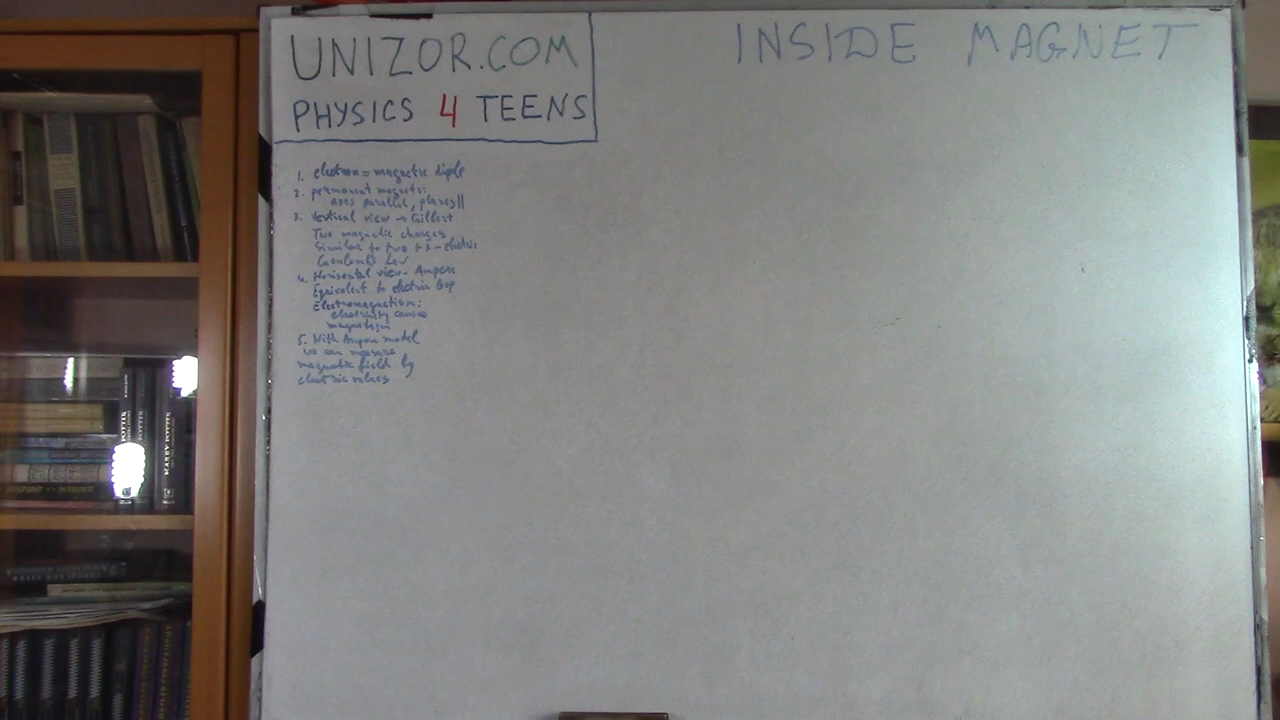 UNIZOR.COM
PHYSICS 4 TEENS
INSIDE MAGNET
1. electron = magnetic dipole
2. permanent magnets:
axes parallel, planes ||
3. Vertical view → Gilbert
Two magnetic charges
Similar to two + & - electric
Coulomb's Law
4. Horizontal view - Ampere
Equivalent to electric loop
Electromagnetism:
electricity causes
magnetism
5. With Ampere model
we can measure
magnetic field by
electric values
HARRY POTTER